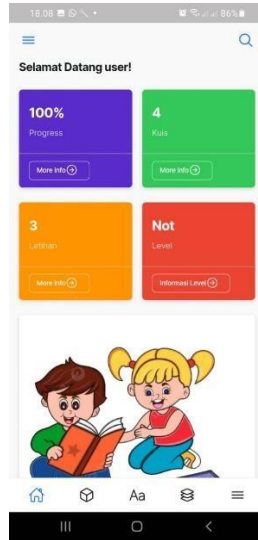 18.08
86%
Selamat Datang user!
100%
Progress
More Info
4
Kuis
More Info
3
Latihan
More Info
Not
Level
Informasi Level
Aa